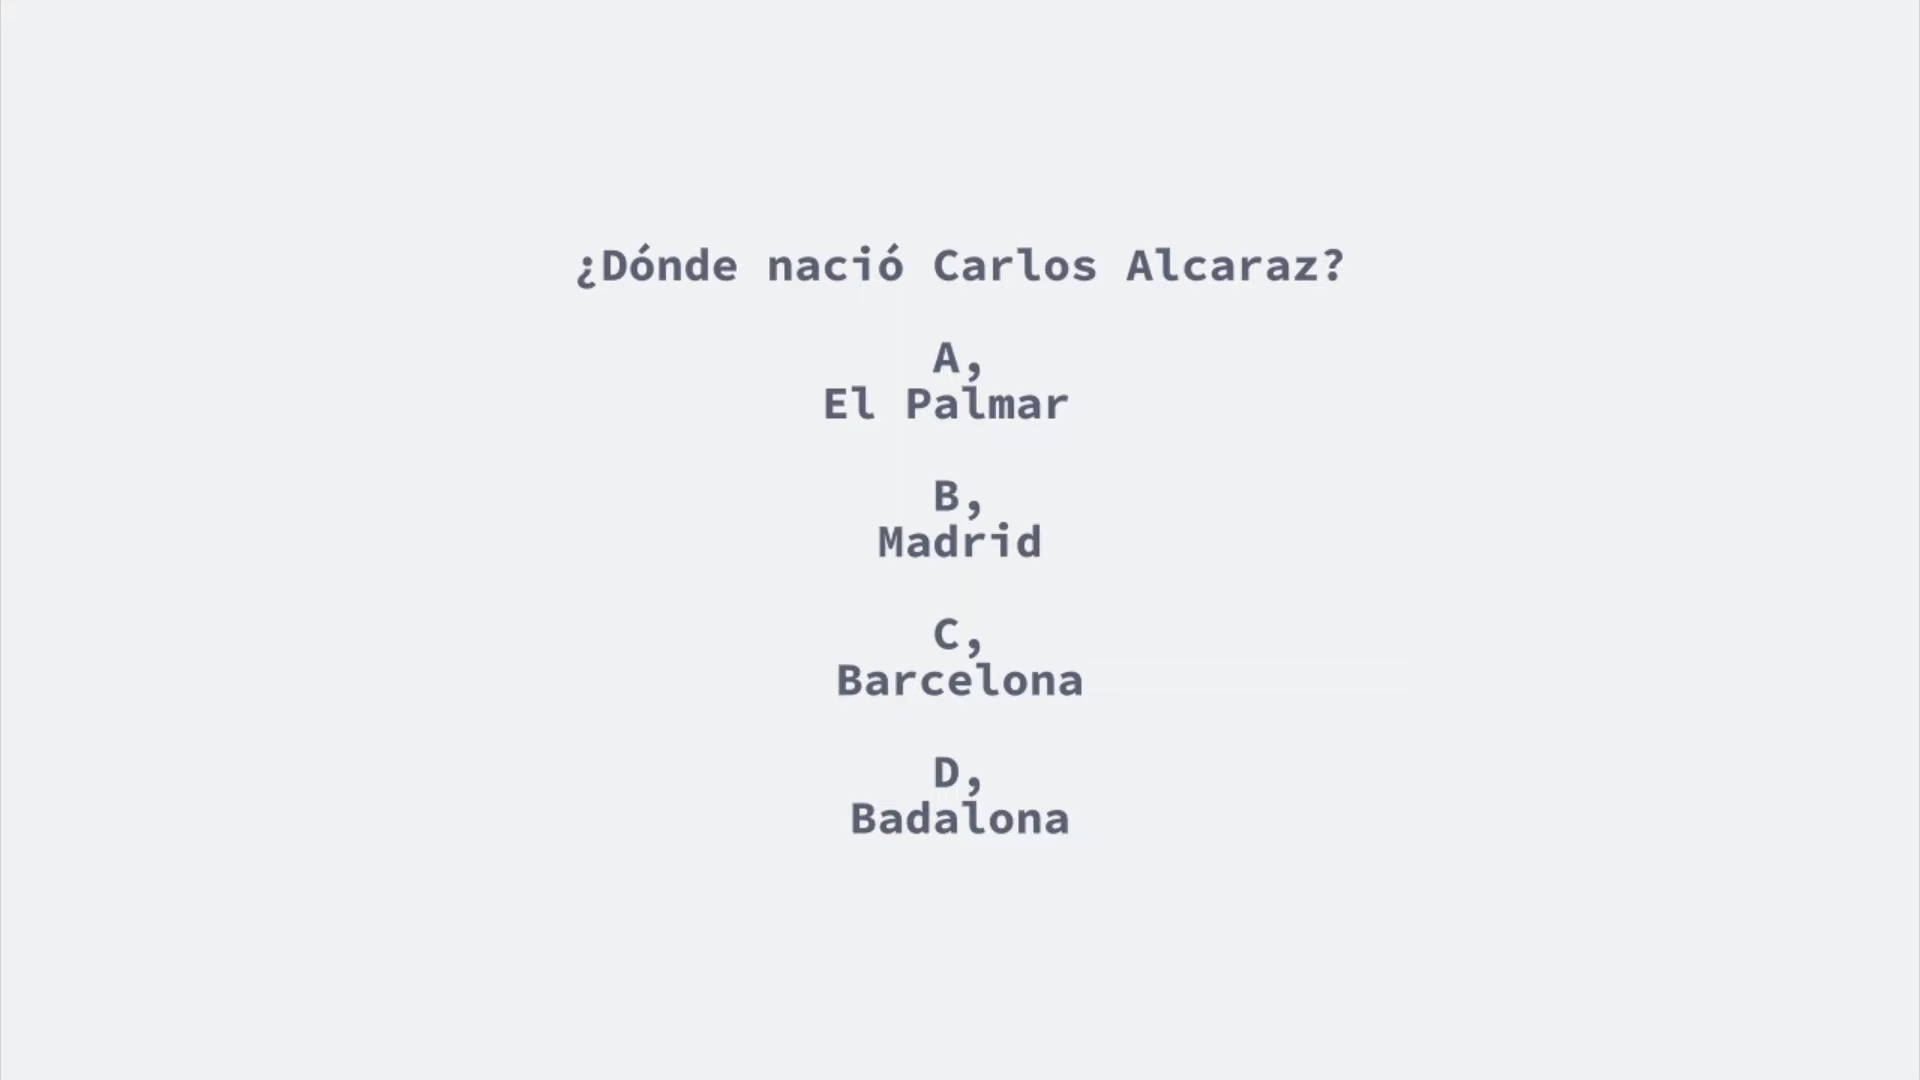 ¿Dónde nació Carlos Alcaraz?
A,
El Palmar
B,
Madrid
C,
Barcelona
D,
Badalona